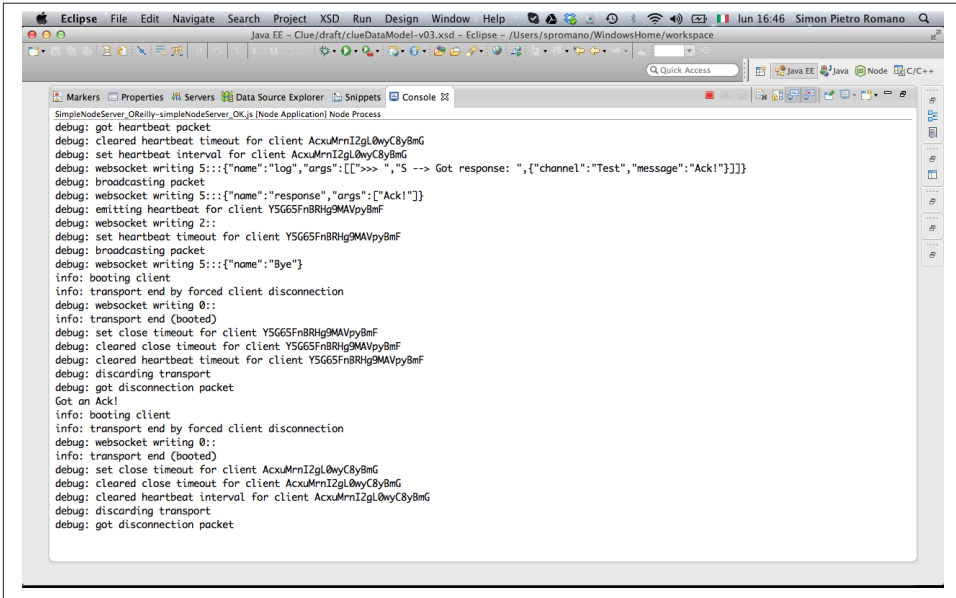 Eclipse File Edit Navigate Search Project XSD Run Design Window Help lun 16:46 Simon Pietro Romano
Java EE – Clue/draft/clueDataModel-v03.xsd – Eclipse – /Users/spromano/WindowsHome/workspace
Quick Access Java EE Java Node C/C++
Markers Properties Servers Data Source Explorer Snippets Console
SimpleNodeServer_OReilly-simpleNodeServer_OK.js [Node Application] Node Process
debug: got heartbeat packet
debug: cleared heartbeat timeout for client AcxuMrnI2gL0wyC8yBmG
debug: set heartbeat interval for client AcxuMrnI2gL0wyC8yBmG
debug: websocket writing 5:::{"name":"log","args":[[">>> ","S --> Got response: ",{"channel":"Test","message":"Ack!"}]]}
debug: broadcasting packet
debug: websocket writing 5:::{"name":"response","args":["Ack!"]}
debug: emitting heartbeat for client Y5G65FnBRHg9MAVpyBmF
debug: websocket writing 2::
debug: set heartbeat timeout for client Y5G65FnBRHg9MAVpyBmF
debug: broadcasting packet
debug: websocket writing 5:::{"name":"Bye"}
info: booting client
info: transport end by forced client disconnection
debug: websocket writing 0::
info: transport end (booted)
debug: set close timeout for client Y5G65FnBRHg9MAVpyBmF
debug: cleared close timeout for client Y5G65FnBRHg9MAVpyBmF
debug: cleared heartbeat timeout for client Y5G65FnBRHg9MAVpyBmF
debug: discarding transport
debug: got disconnection packet
Got an Ack!
info: booting client
info: transport end by forced client disconnection
debug: websocket writing 0::
info: transport end (booted)
debug: set close timeout for client AcxuMrnI2gL0wyC8yBmG
debug: cleared close timeout for client AcxuMrnI2gL0wyC8yBmG
debug: cleared heartbeat interval for client AcxuMrnI2gL0wyC8yBmG
debug: discarding transport
debug: got disconnection packet